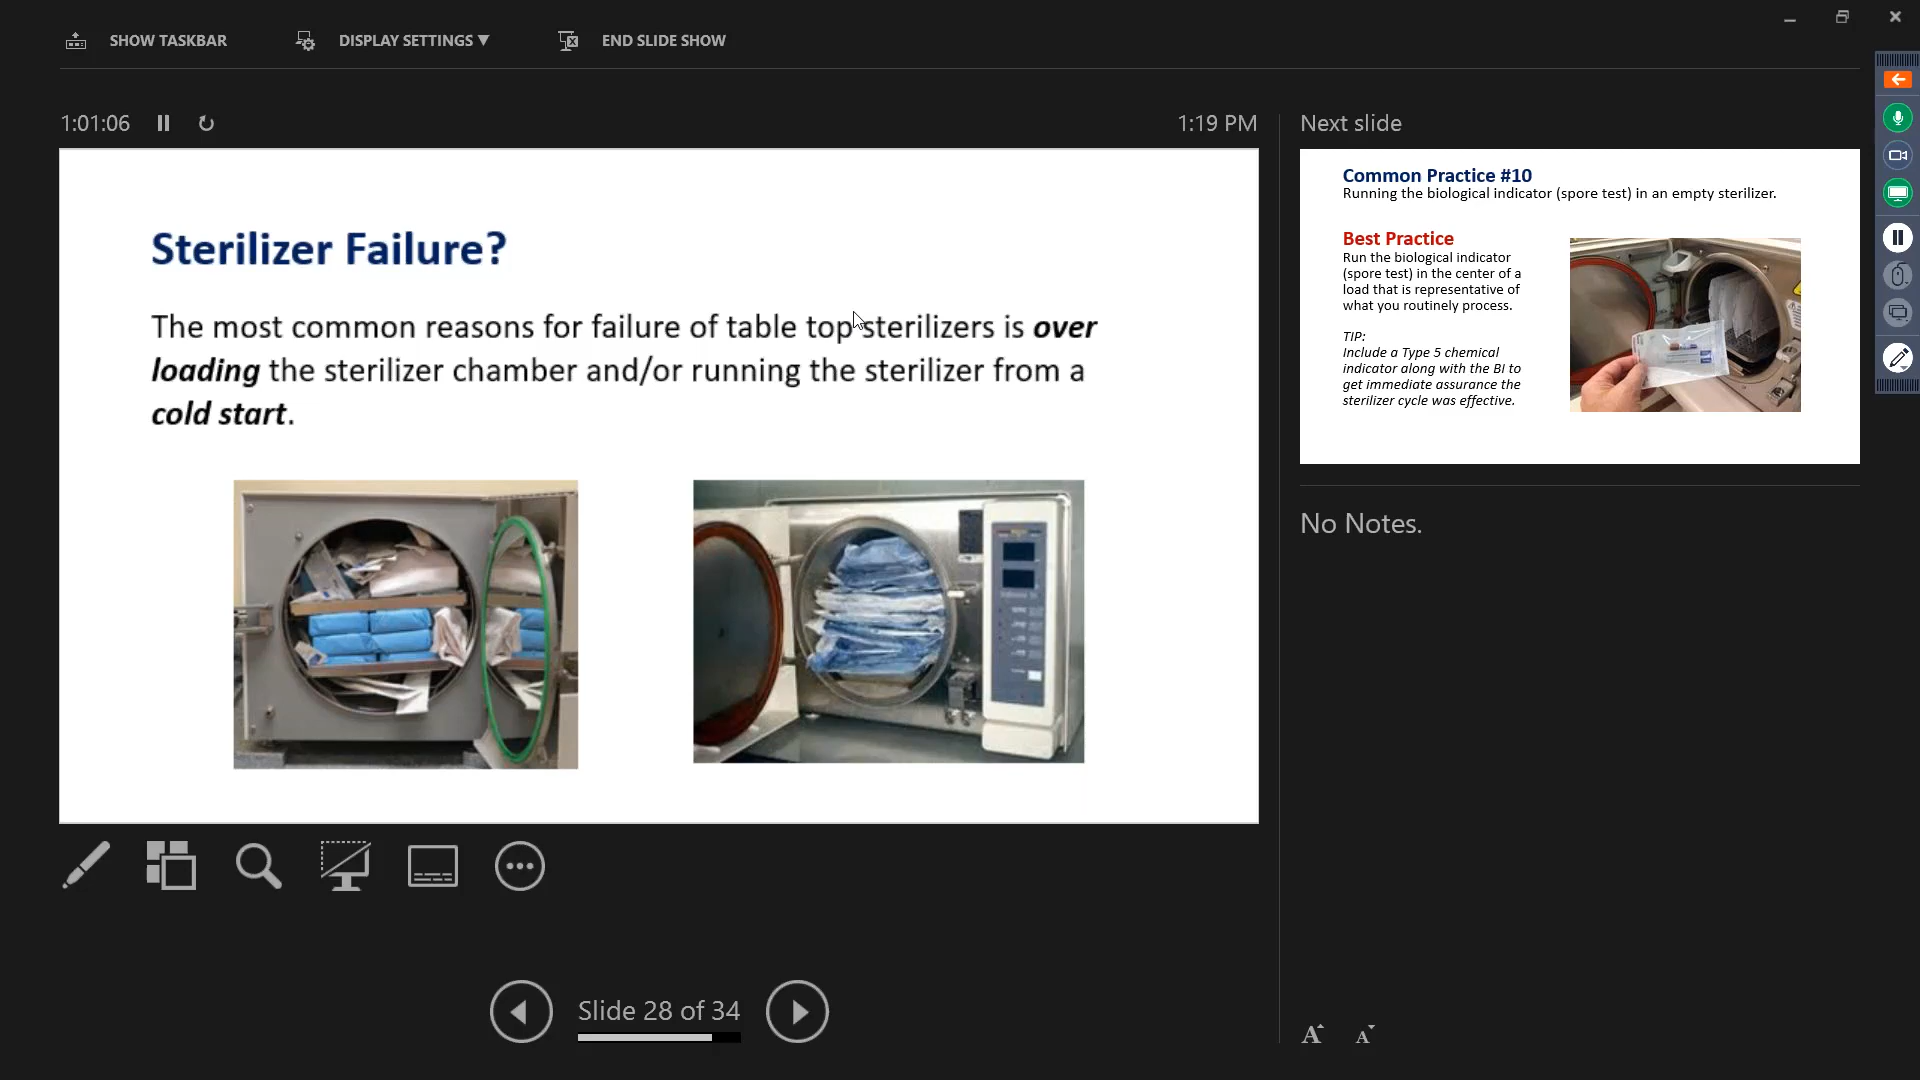 SHOW TASKBAR
DISPLAY SETTINGS ▼
END SLIDE SHOW
1:01:06
1:19 PM
Next slide
Sterilizer Failure?
The most common reasons for failure of table top sterilizers is over
loading the sterilizer chamber and/or running the sterilizer from a
cold start.
Common Practice #10
Running the biological indicator (spore test) in an empty sterilizer.
Best Practice
Run the biological indicator
(spore test) in the center of a
load that is representative of
what you routinely process.
TIP:
Include a Type 5 chemical
indicator along with the BI to
get immediate assurance the
sterilizer cycle was effective.
No Notes.
Slide 28 of 34
A A